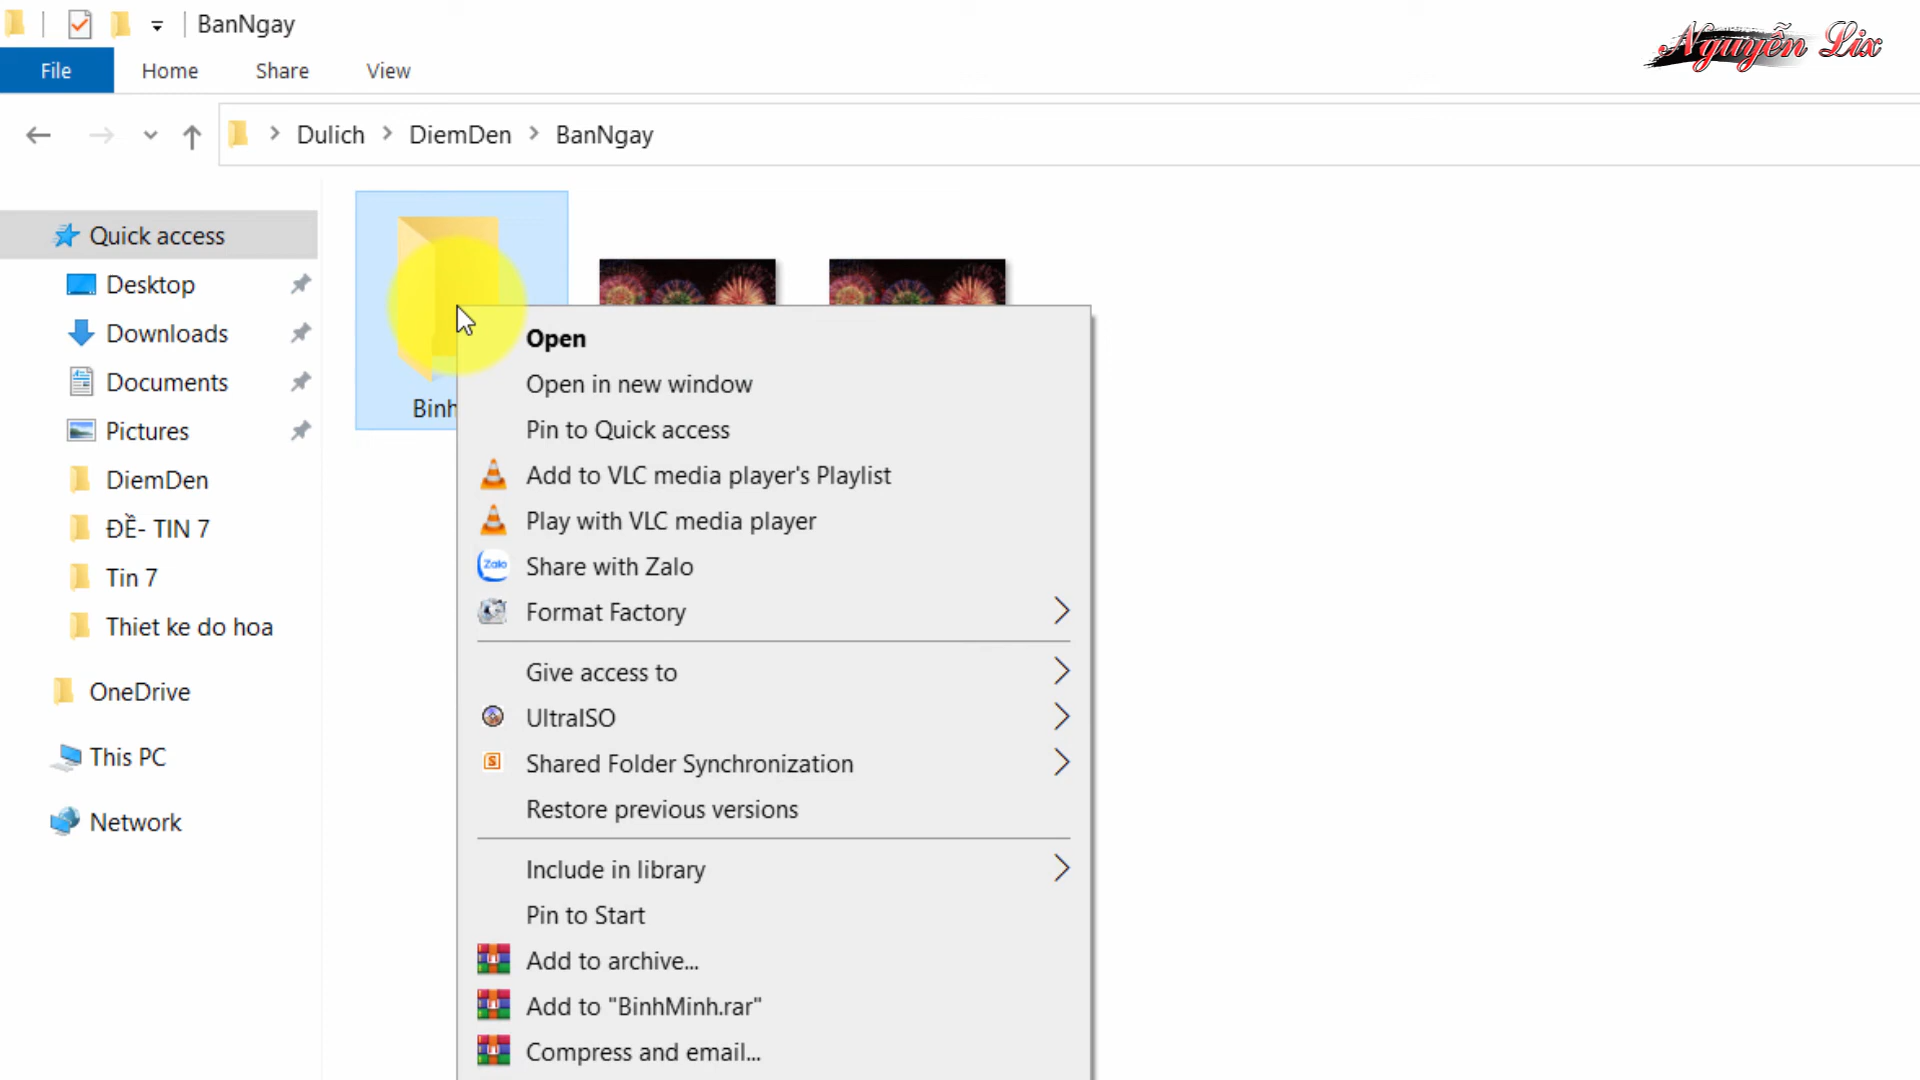 BanNgay
Nguyễn Lix
File Home Share View
Dulich DiemDen BanNgay
Quick access
Desktop
Downloads
Documents
Pictures
DiemDen
ĐỀ- TIN 7
Tin 7
Thiet ke do hoa
OneDrive
This PC
Network
Binh
Open
Open in new window
Pin to Quick access
Add to VLC media player's Playlist
Play with VLC media player
Zalo Share with Zalo
Format Factory
Give access to
UltraISO
S Shared Folder Synchronization
Restore previous versions
Include in library
Pin to Start
Add to archive...
Add to "BinhMinh.rar"
Compress and email...